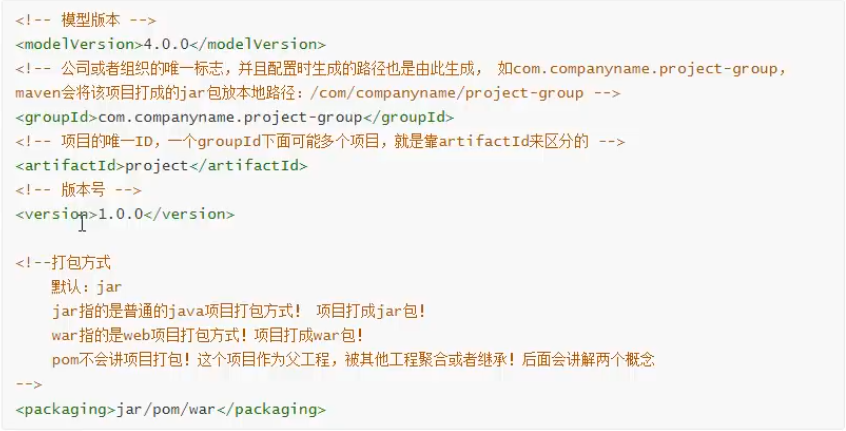 <!-- 模型版本 -->
<modelVersion>4.0.0</modelVersion>
<!-- 公司或者组织的唯一标志，并且配置时生成的路径也是由此生成， 如com.companyname.project-group，
maven会将该项目打成的jar包放本地路径：/com/companyname/project-group -->
<groupId>com.companyname.project-group</groupId>
<!-- 项目的唯一ID，一个groupId下面可能多个项目，就是靠artifactId来区分的 -->
<artifactId>project</artifactId>
<!-- 版本号 -->
<version>1.0.0</version>
<!--打包方式
默认：jar
jar指的是普通的java项目打包方式！ 项目打成jar包！
war指的是web项目打包方式！项目打成war包！
pom不会讲项目打包！这个项目作为父工程，被其他工程聚合或者继承！后面会讲解两个概念
-->
<packaging>jar/pom/war</packaging>